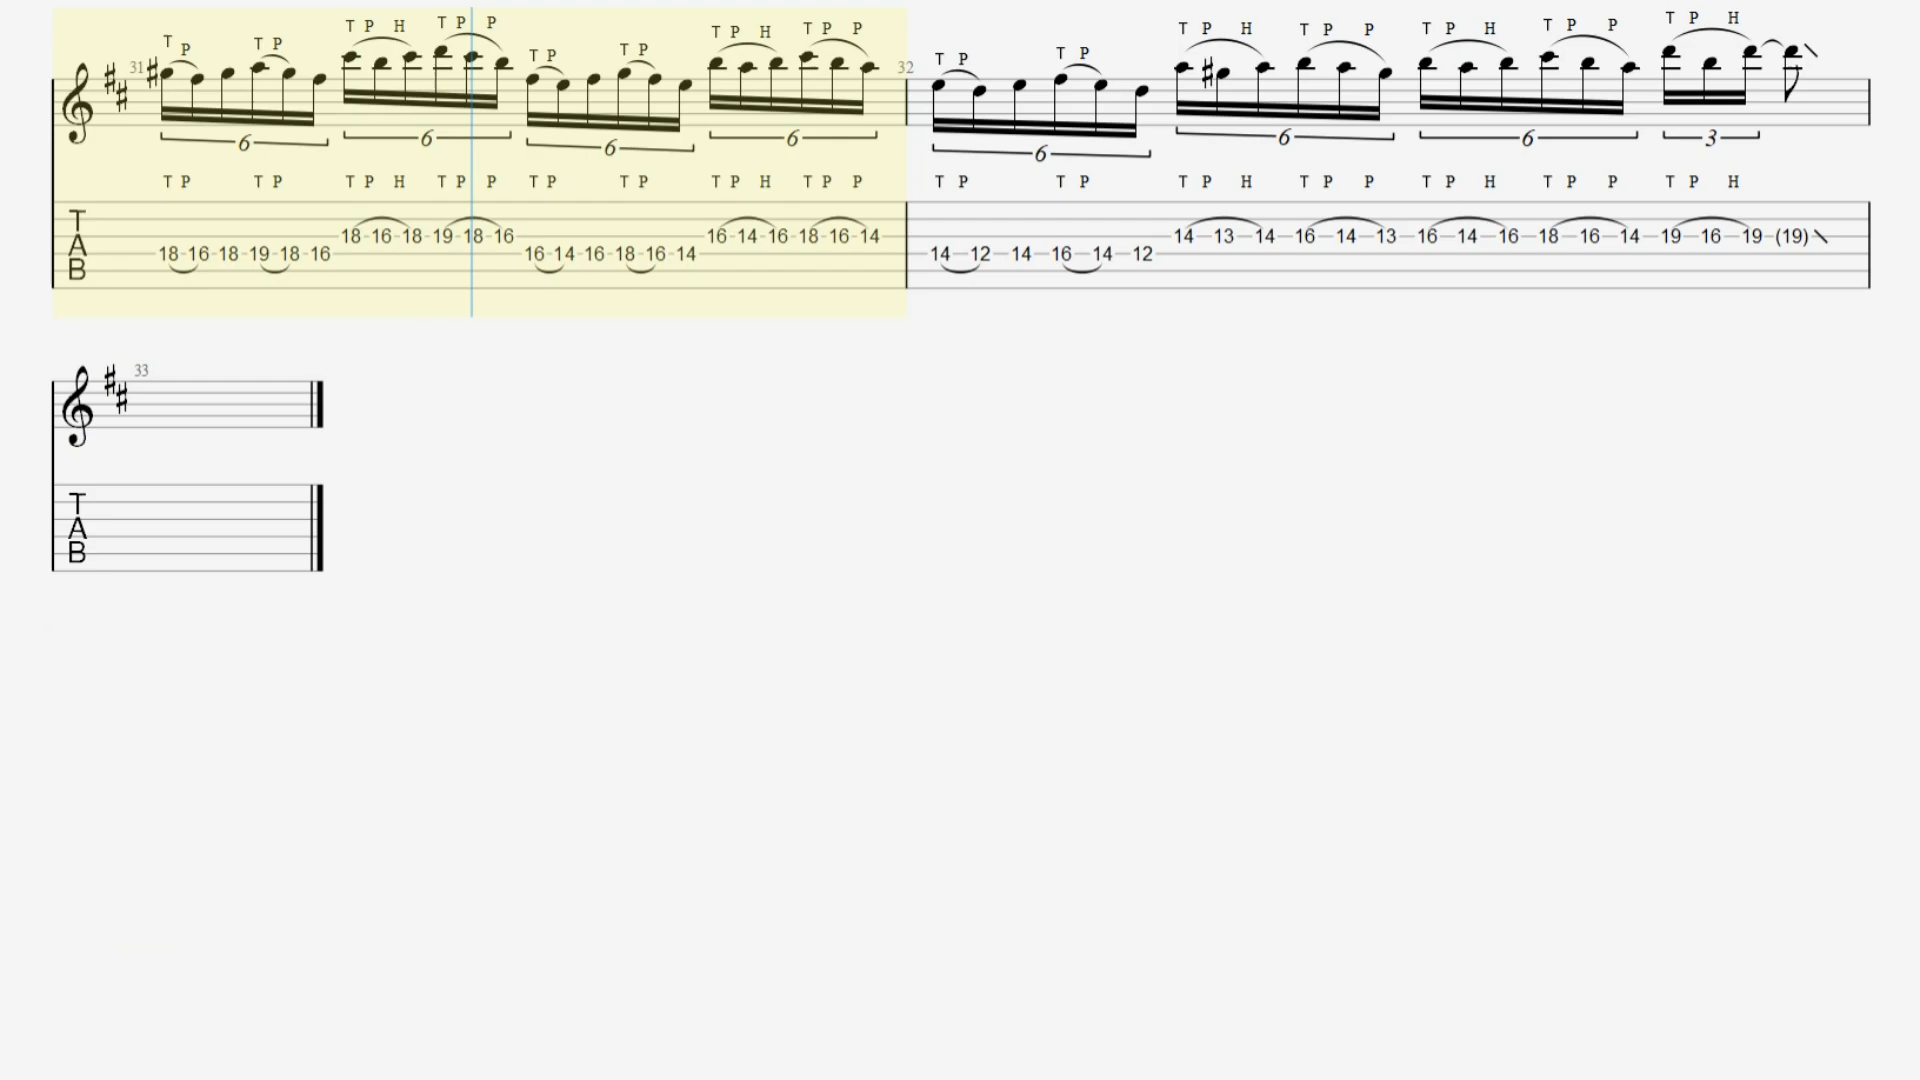 T P T P T P H T P P T P T P T P H T P P T P T P T P H T P P T P H T P P T P H
31 32
6 6 6 6 6 6 6 3
T P T P T P H T P P T P T P T P H T P P T P T P T P H T P P T P H T P P T P H
T
A
B
18 16 18 19 18 16 16 14 16 18 16 14 14 13 14 16 14 13 16 14 16 18 16 14 19 16 19 (19)
18 16 18 19 18 16 16 14 16 18 16 14 14 12 14 16 14 12
33
T
A
B